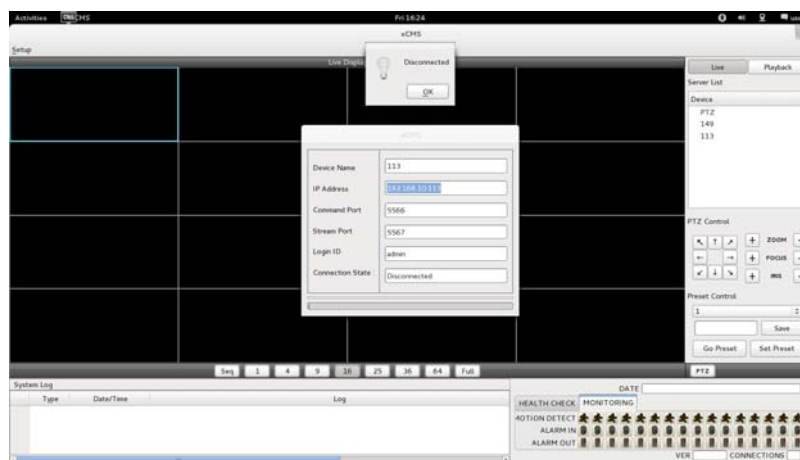 Activities CMS
Fri 16:24
xCMS
Setup
Live Displa
Disconnected
OK
Live Playback
Server List
Device
PTZ
149
113
Device Name 113
IP Address 192.168.10.113
Command Port 5566
Stream Port 5567
Login ID admin
Connection State : Disconnected
PTZ Control
+ ZOOM
+ FOCUS
+ IRIS
Preset Control
1
Save
Go Preset Set Preset
Seq 1 4 9 16 25 36 64 Full
PTZ
System Log
Type Date/Time Log
DATE
HEALTH CHECK MONITORING
MOTION DETECT
ALARM IN
ALARM OUT
VER CONNECTIONS